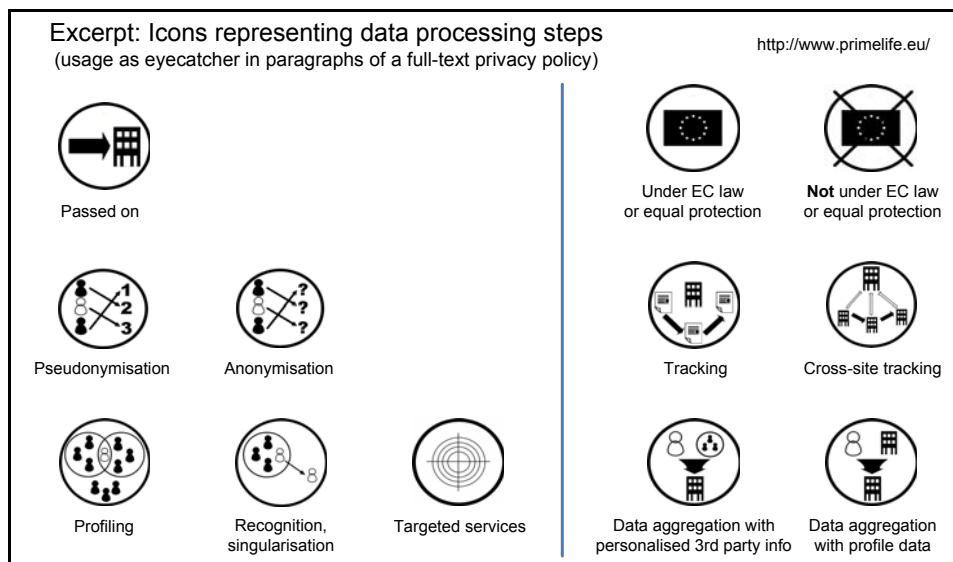 Excerpt: Icons representing data processing steps
(usage as eyecatcher in paragraphs of a full-text privacy policy)
http://www.primelife.eu/
Passed on
1
2
3
Pseudonymisation
?
?
?
Anonymisation
Profiling
Recognition,
singularisation
Targeted services
Under EC law
or equal protection
Not under EC law
or equal protection
Tracking
Cross-site tracking
Data aggregation with
personalised 3rd party info
Data aggregation
with profile data